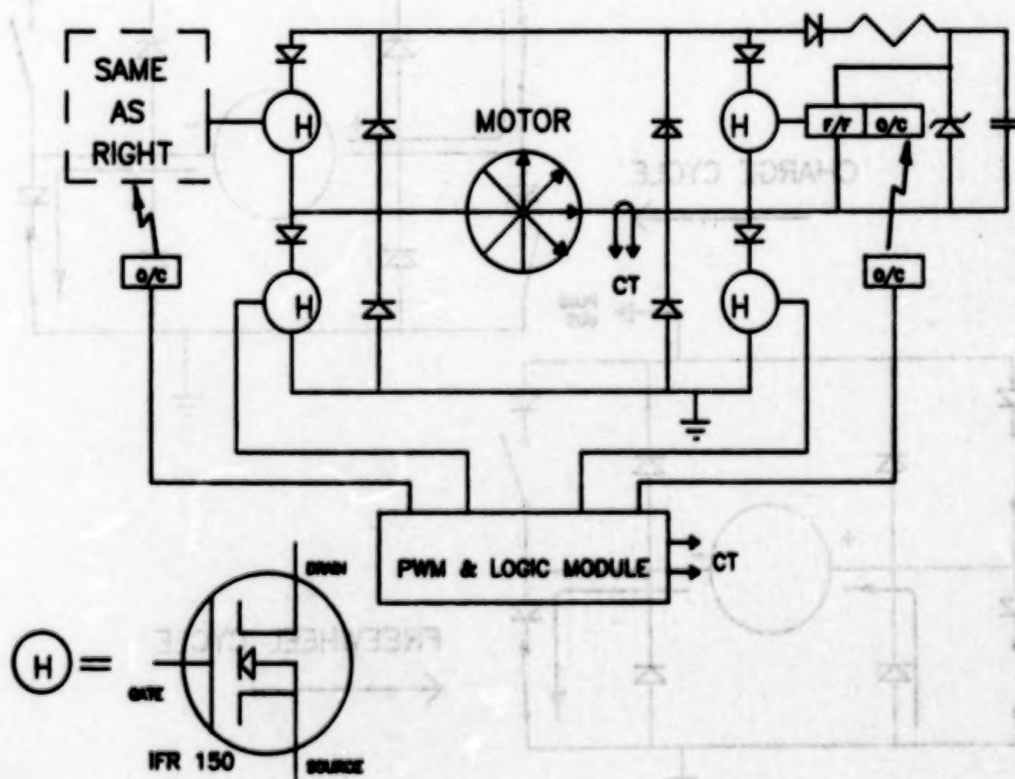 SAME
AS
RIGHT
H
H
MOTOR
F/F
O/C
CT
O/C
H
H
O/C
PWM & LOGIC MODULE
CT
H =
DRAIN
GATE
IFR 150
SOURCE
CHARGE CYCLE
FREEWHEEL CYCLE